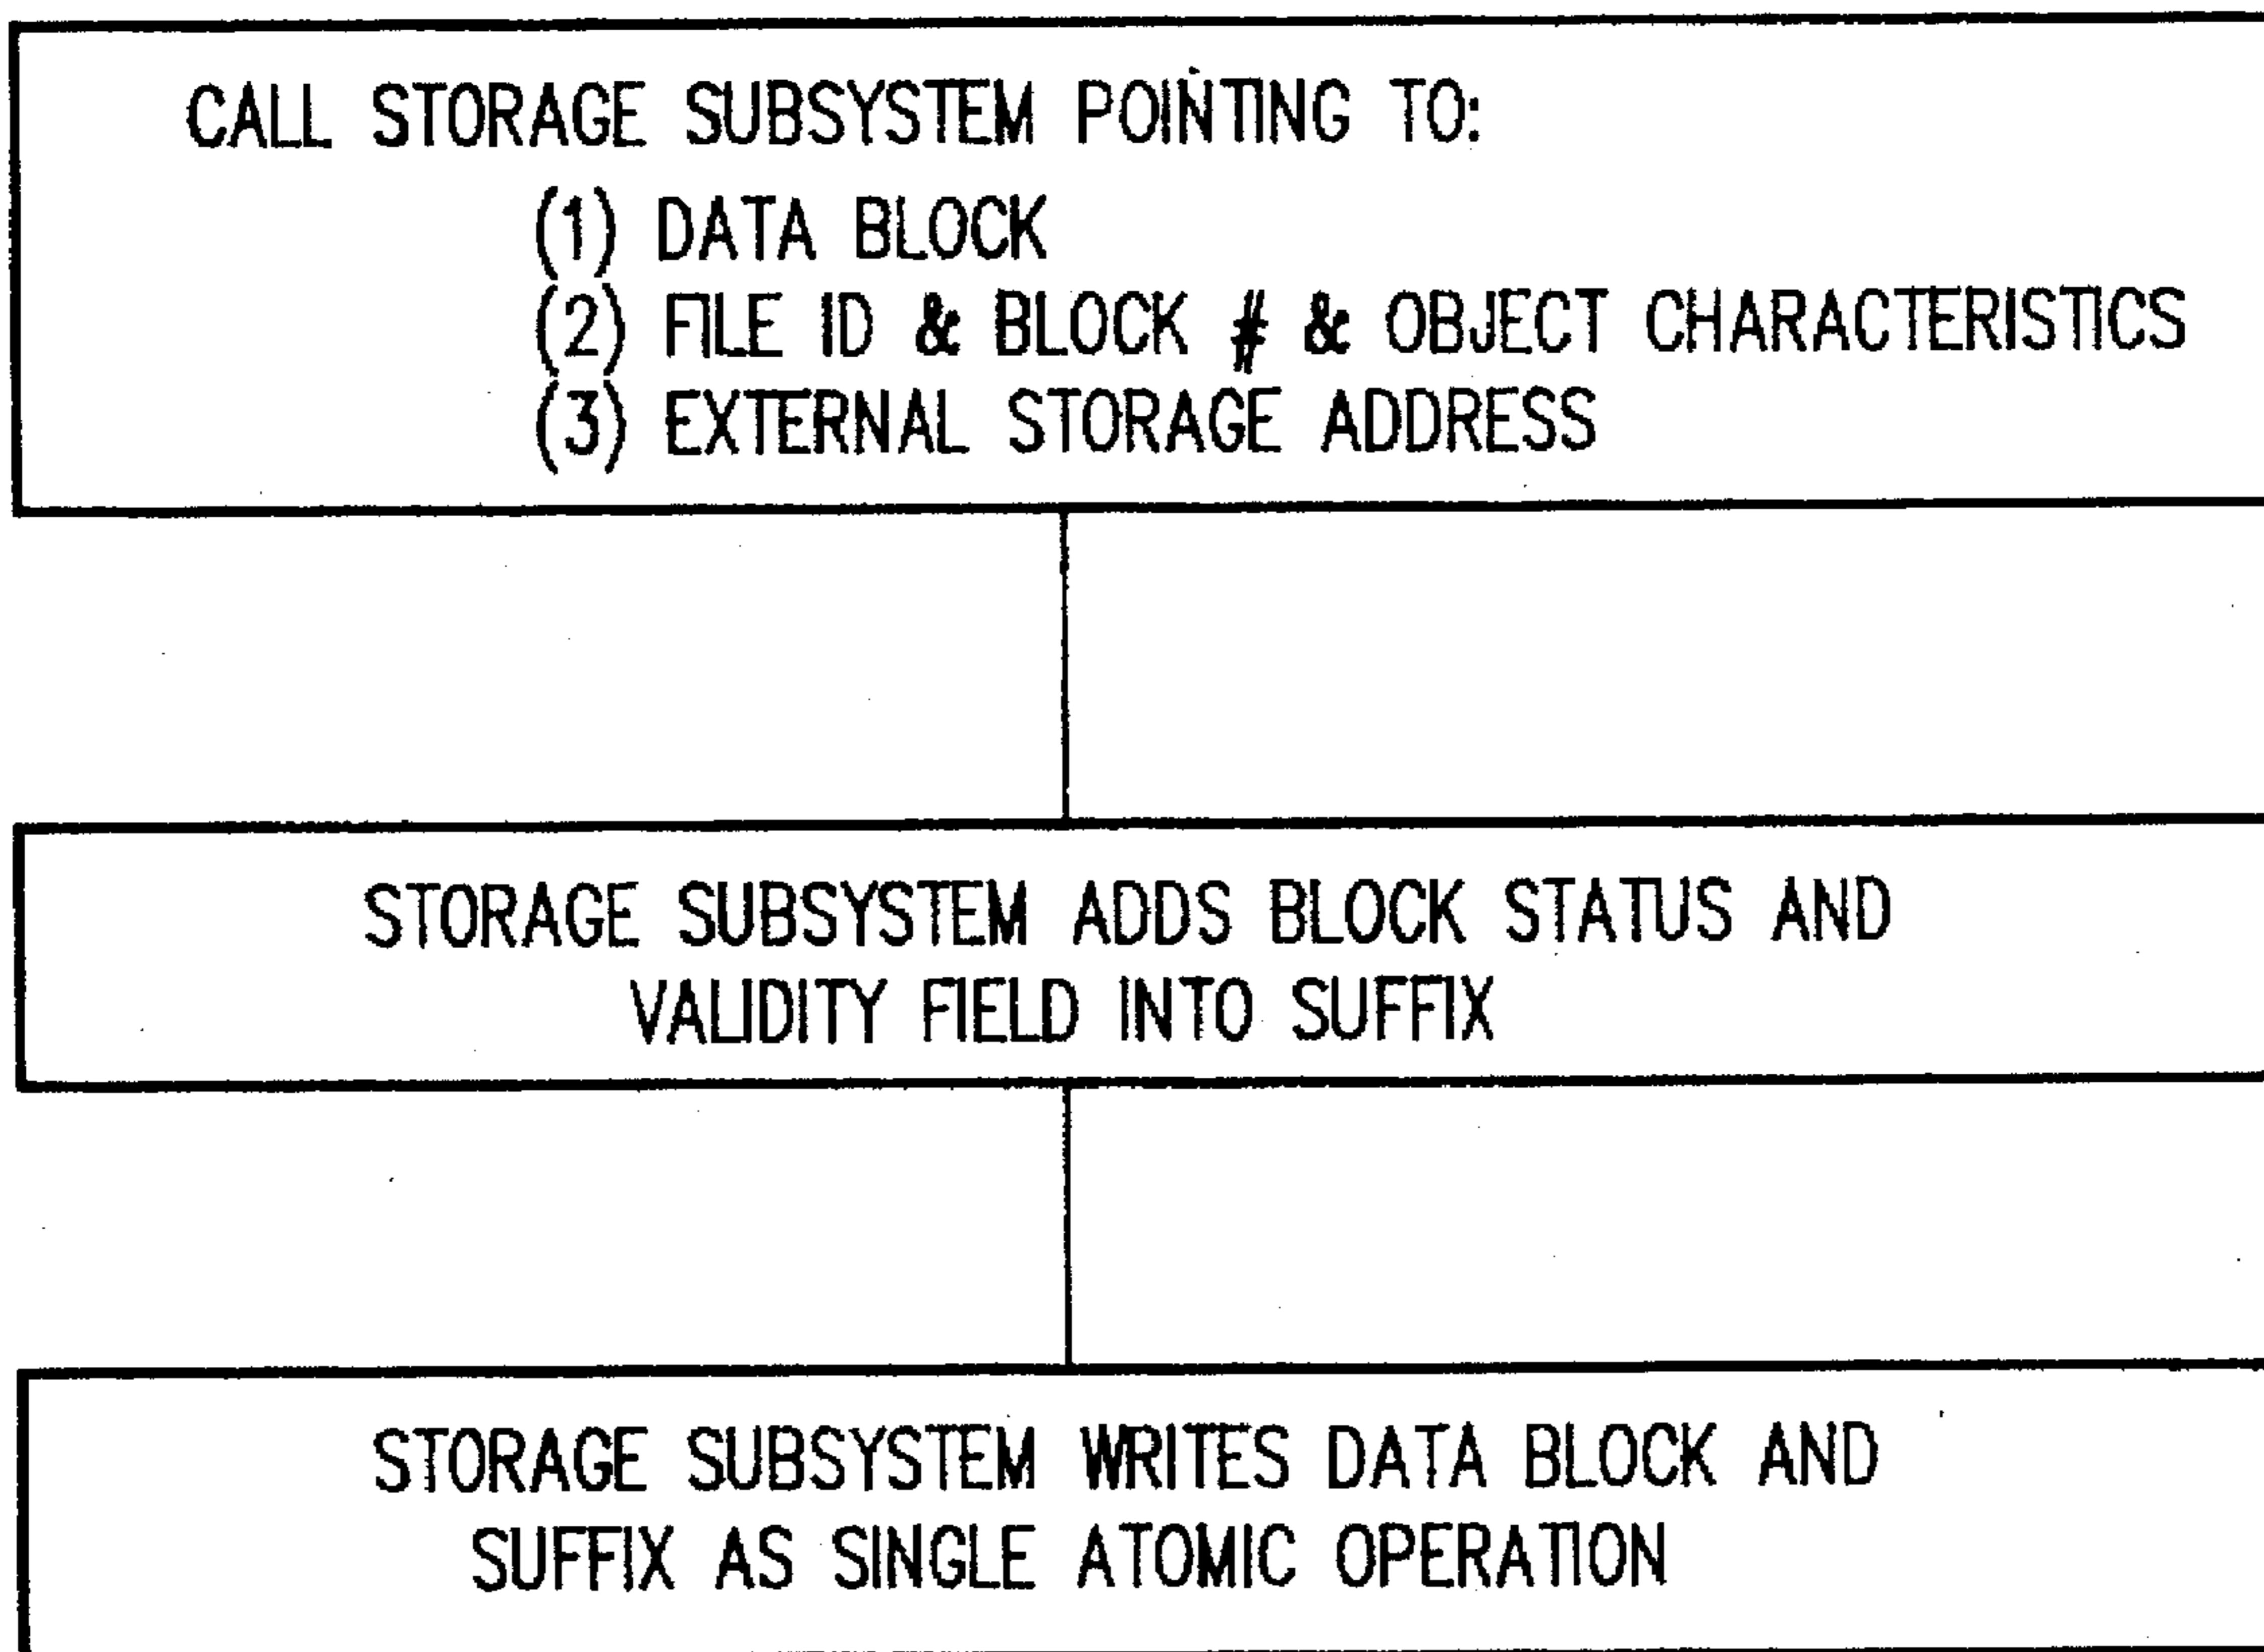 CALL STORAGE SUBSYSTEM POINTING TO:
(1) DATA BLOCK
(2) FILE ID & BLOCK # & OBJECT CHARACTERISTICS
(3) EXTERNAL STORAGE ADDRESS
STORAGE SUBSYSTEM ADDS BLOCK STATUS AND
VALIDITY FIELD INTO SUFFIX
STORAGE SUBSYSTEM WRITES DATA BLOCK AND
SUFFIX AS SINGLE ATOMIC OPERATION